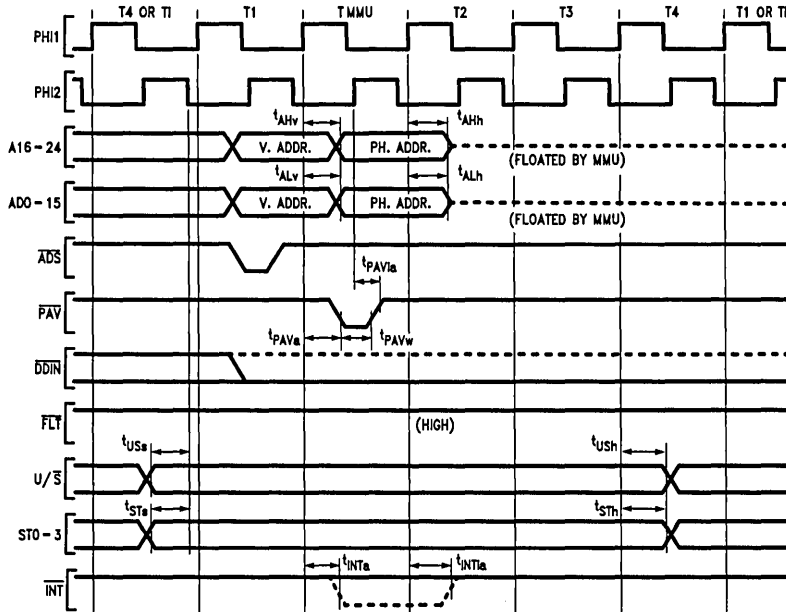 T4 OR TI T1 TMMU T2 T3 T4 T1 OR TI
PHI1
PHI2
tAHv tAHh
A16-24 V. ADDR. PH. ADDR. (FLOATED BY MMU)
tALv tALh
AD0-15 V. ADDR. PH. ADDR. (FLOATED BY MMU)
ADS
tPAVia
PAV
tPAVa tPAVw
DDIN
FLT (HIGH)
tUSs tUSh
U/S
tSTs tSTh
ST0-3
tINTa tINTia
INT